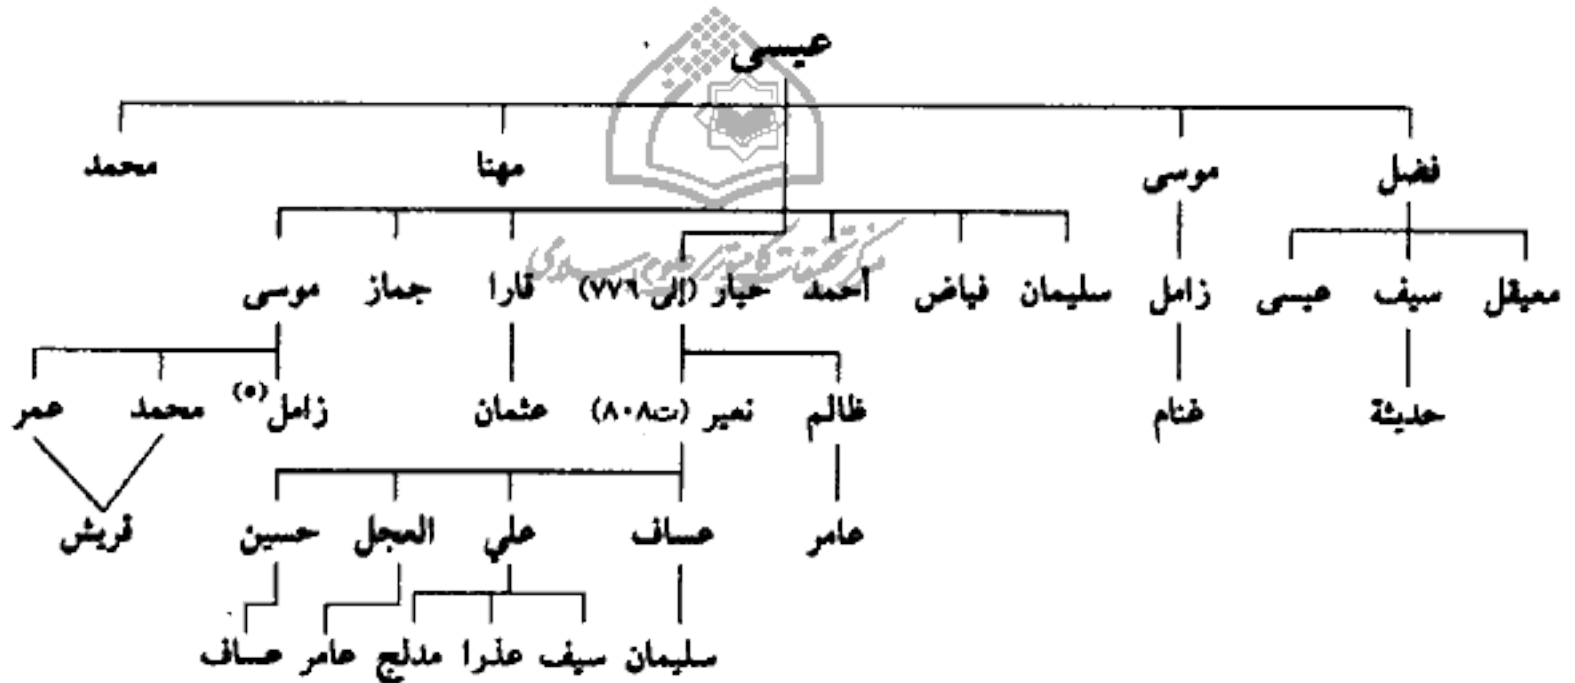 عيسى
فضل موسى مهنا محمد
معيقل سيف عيسى زامل سليمان فياض أحمد حيار (إلى ٧٧٦) قارا جماز موسى
حديثة غنام ظالم نعير (ت٨٠٨) عثمان زامل (٥) محمد عمر
عامر عساف علي العجل حسين قريش
سليمان سيف عذرا مدلج عامر عساف